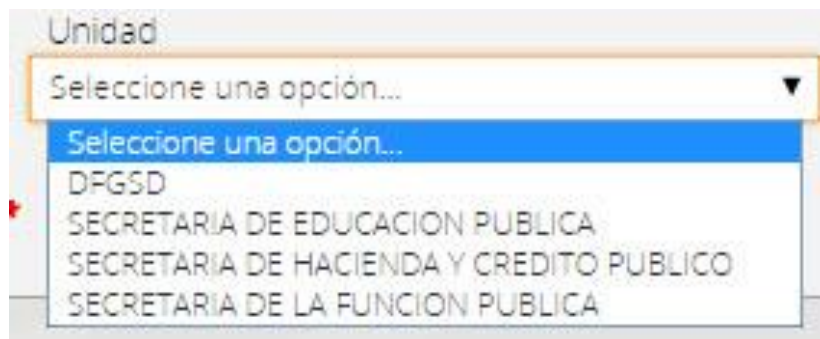 Unidad
Seleccione una opción...
Seleccione una opción...
DFGSD
SECRETARIA DE EDUCACION PUBLICA
SECRETARIA DE HACIENDA Y CREDITO PUBLICO
SECRETARIA DE LA FUNCION PUBLICA